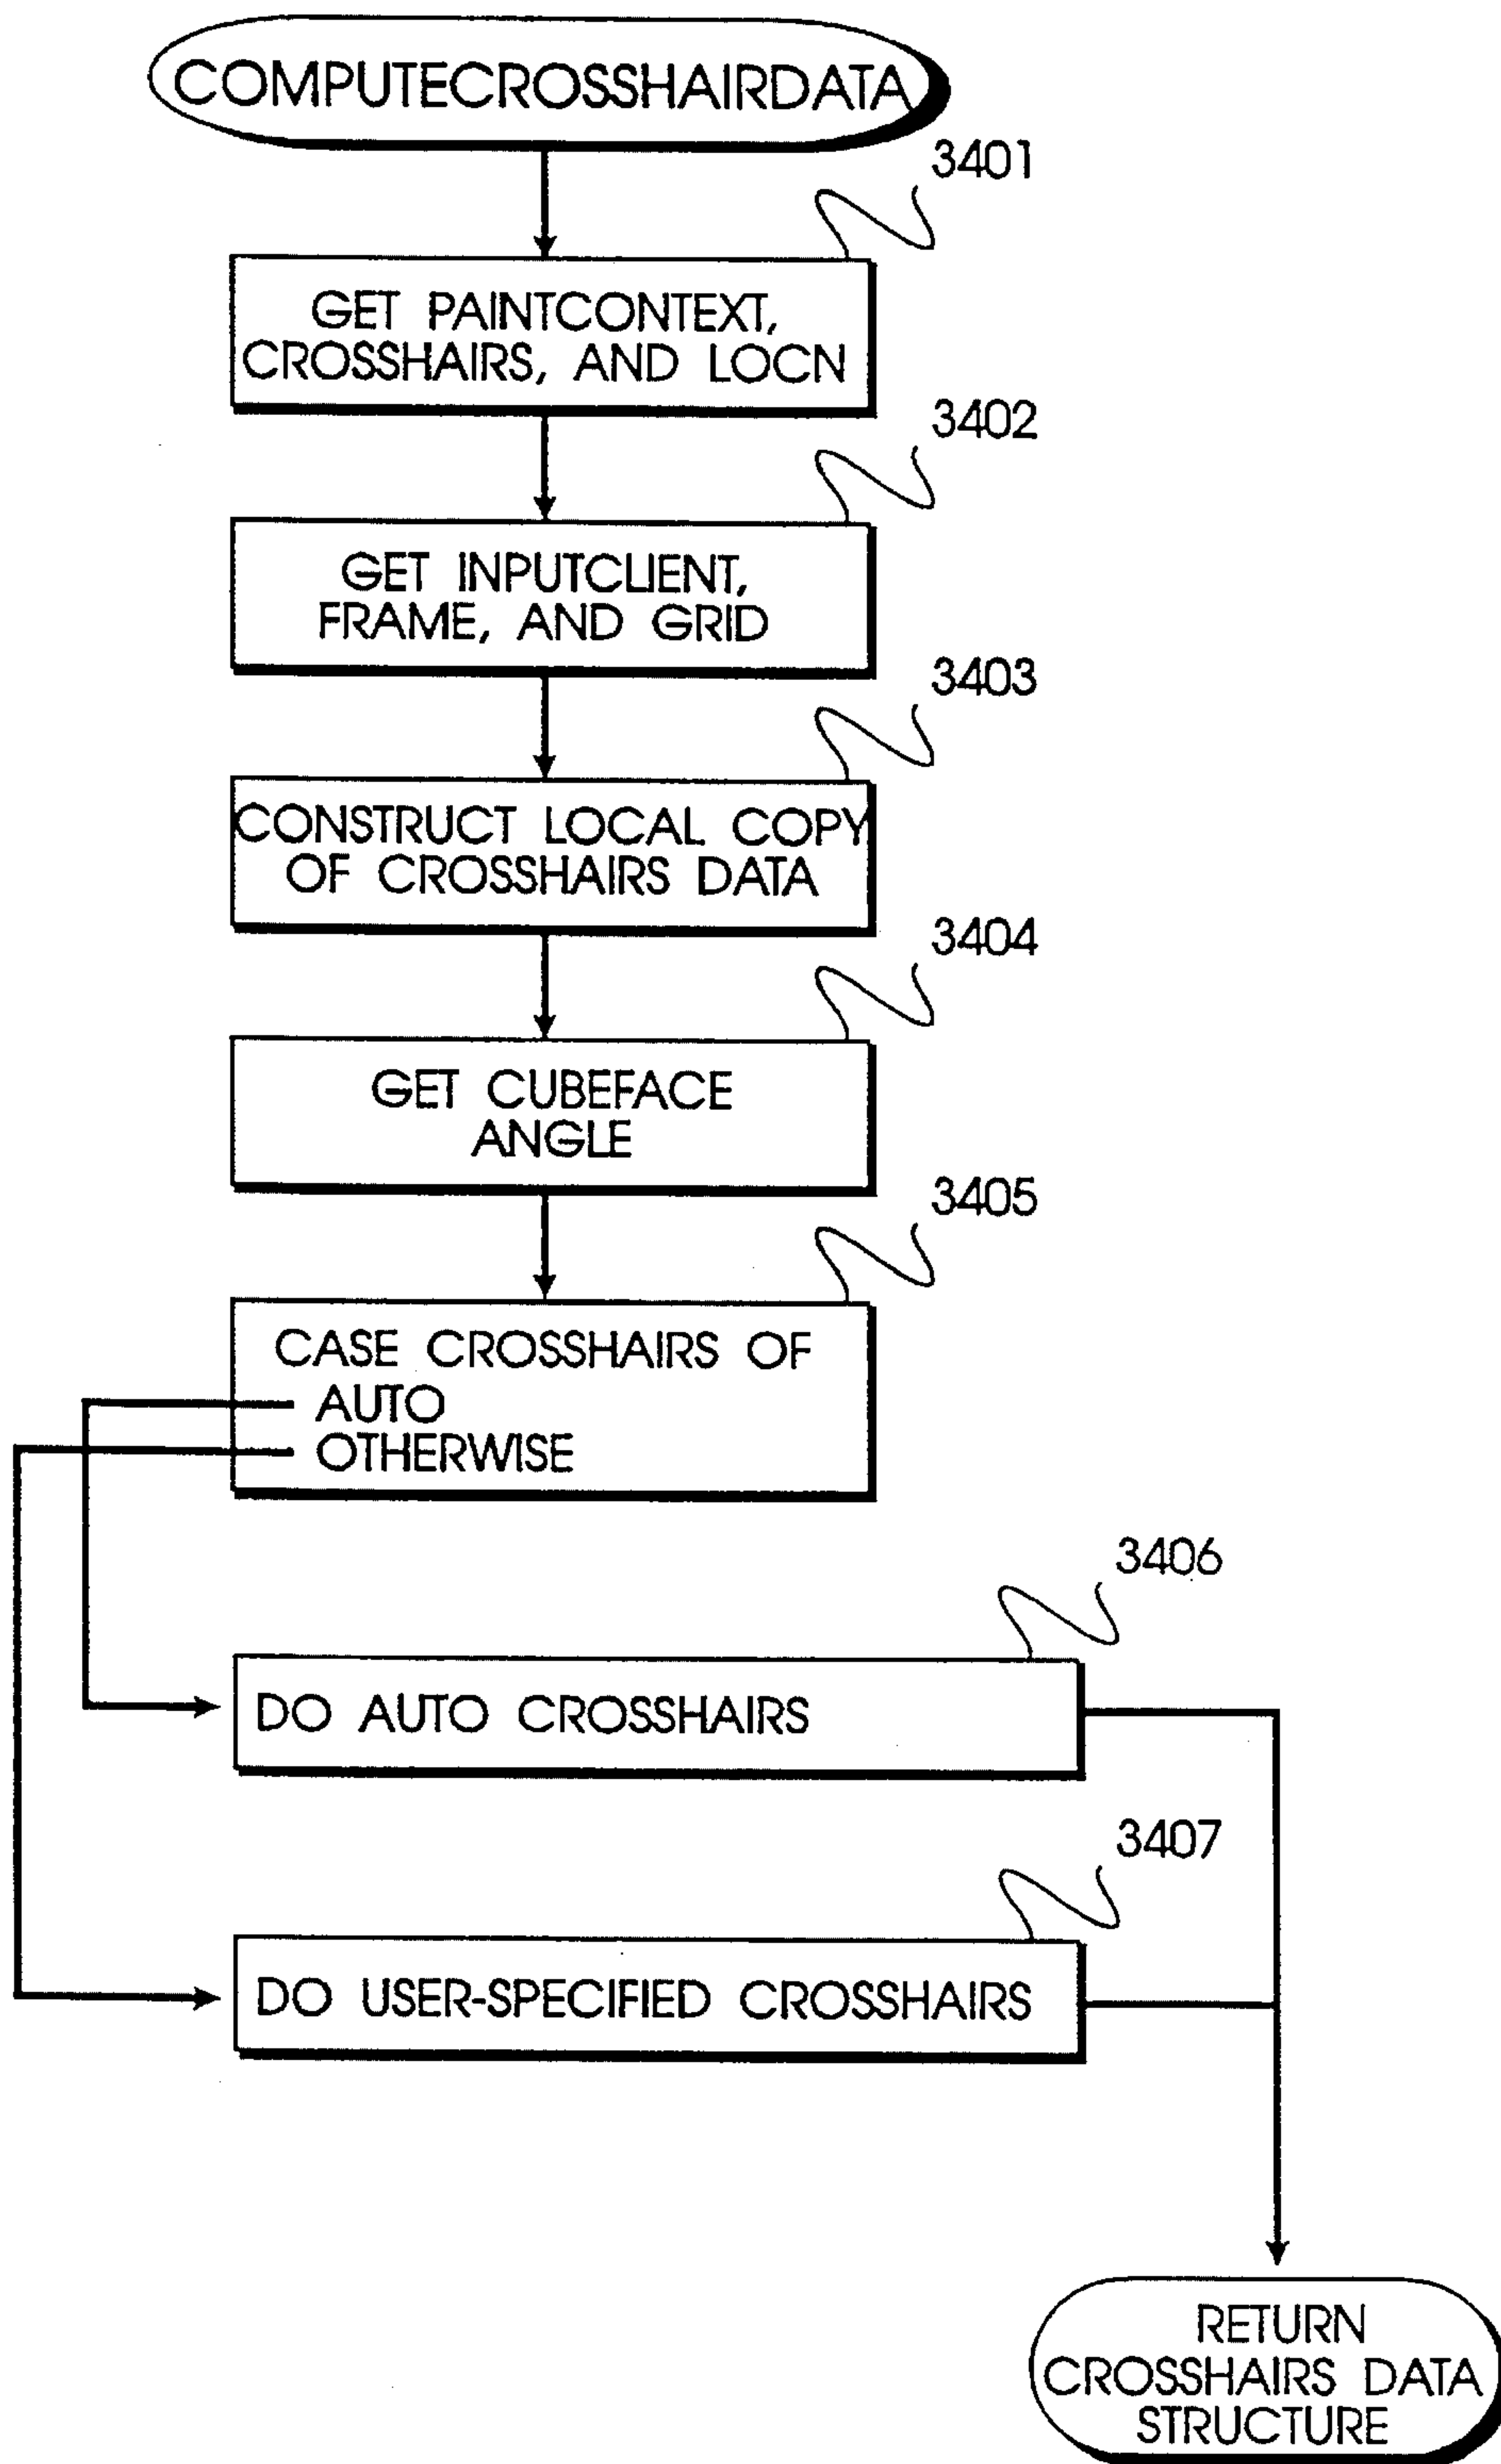 COMPUTECROSSHAIRDATA
3401
GET PAINTCONTEXT,
CROSSHAIRS, AND LOCN
3402
GET INPUTCLIENT,
FRAME, AND GRID
3403
CONSTRUCT LOCAL COPY
OF CROSSHAIRS DATA
3404
GET CUBEFACE
ANGLE
3405
CASE CROSSHAIRS OF
AUTO
OTHERWISE
3406
DO AUTO CROSSHAIRS
3407
DO USER-SPECIFIED CROSSHAIRS
RETURN
CROSSHAIRS DATA
STRUCTURE